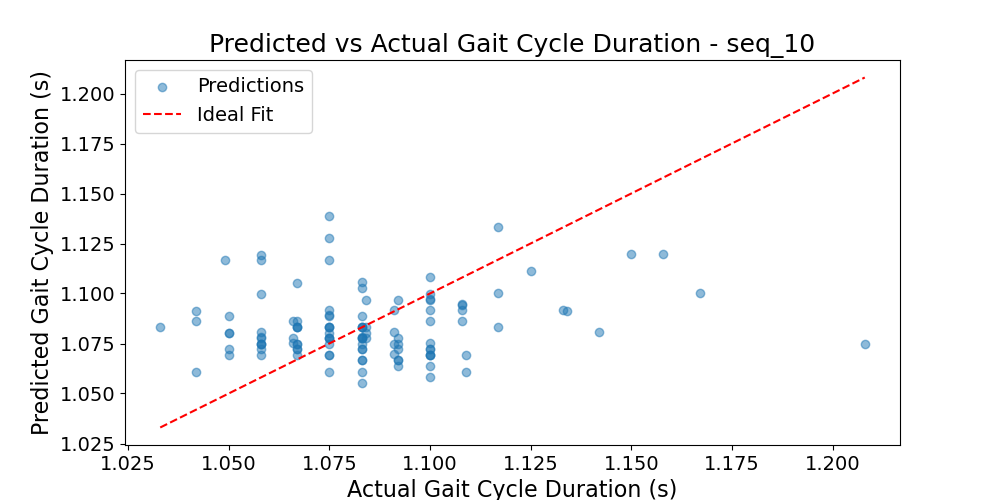 Predicted vs Actual Gait Cycle Duration - seq_10
Predictions
Ideal Fit
Predicted Gait Cycle Duration (s)
1.200
1.175
1.150
1.125
1.100
1.075
1.050
1.025
1.025 1.050 1.075 1.100 1.125 1.150 1.175 1.200
Actual Gait Cycle Duration (s)